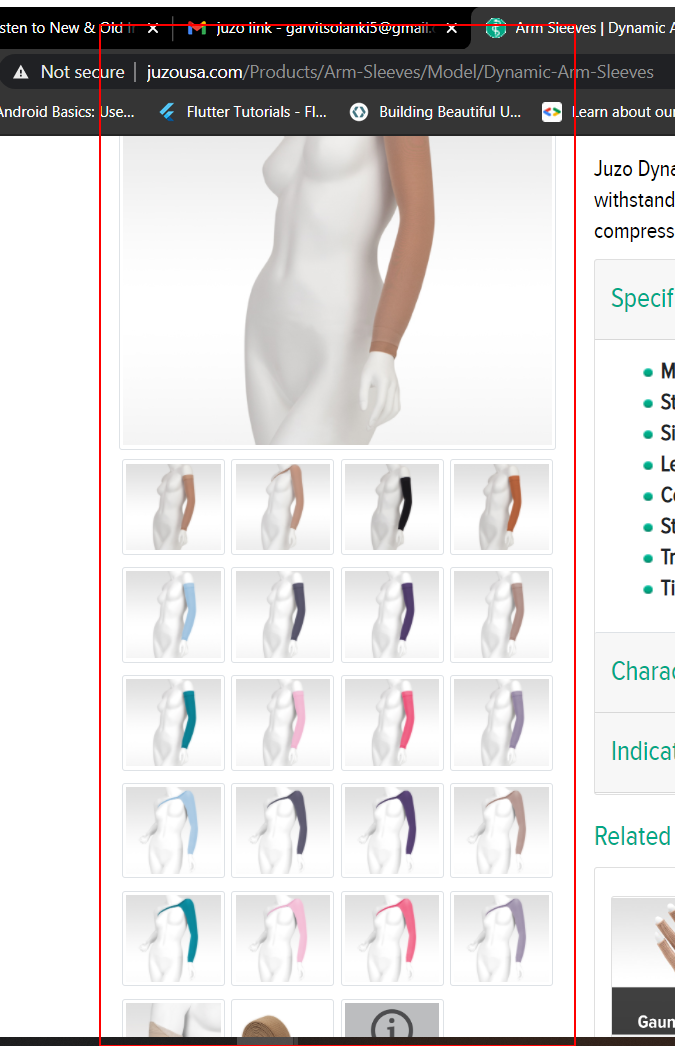 sten to New & Old
juzo link - garvitsolanki5@gmail.
Arm Sleeves | Dynamic A
Not secure | juzousa.com/Products/Arm-Sleeves/Model/Dynamic-Arm-Sleeves
Android Basics: Use...
Flutter Tutorials - Fl...
Building Beautiful U...
Learn about our
Juzo Dyna
withstand
compress
Specif
M
St
Si
Le
Co
St
Tr
Ti
Charac
Indicat
Related
Gaun